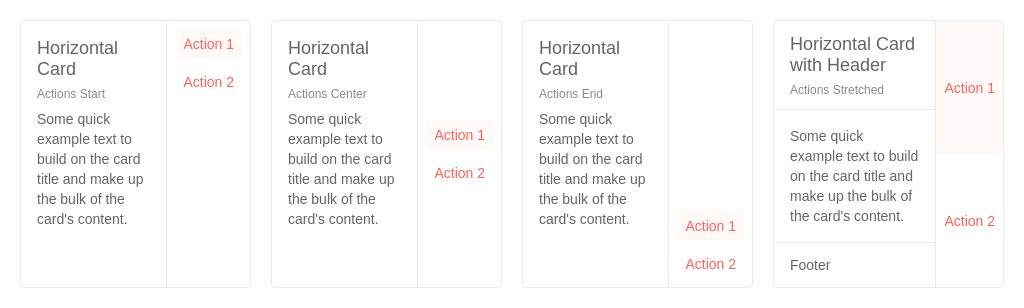 Horizontal
Card
Actions Start
Some quick
example text to
build on the card
title and make up
the bulk of the
card's content.
Action 1
Action 2
Horizontal
Card
Actions Center
Some quick
example text to
build on the card
title and make up
the bulk of the
card's content.
Action 1
Action 2
Horizontal
Card
Actions End
Some quick
example text to
build on the card
title and make up
the bulk of the
card's content.
Action 1
Action 2
Horizontal Card
with Header
Actions Stretched
Some quick
example text to build
on the card title and
make up the bulk of
the card's content.
Footer
Action 1
Action 2